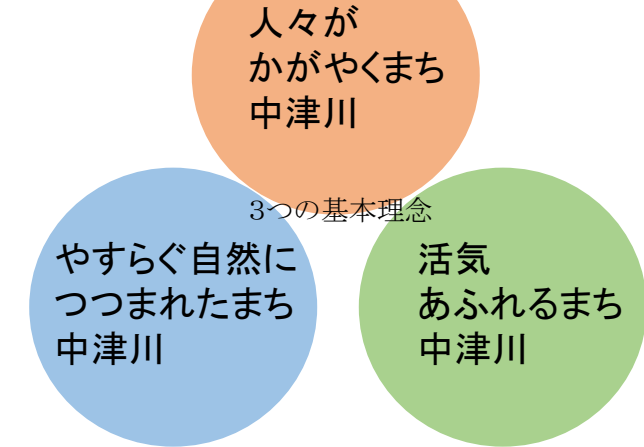 人々が
かがやくまち
中津川
3つの基本理念
やすらぐ自然に
つつまれたまち
中津川
活気
あふれるまち
中津川